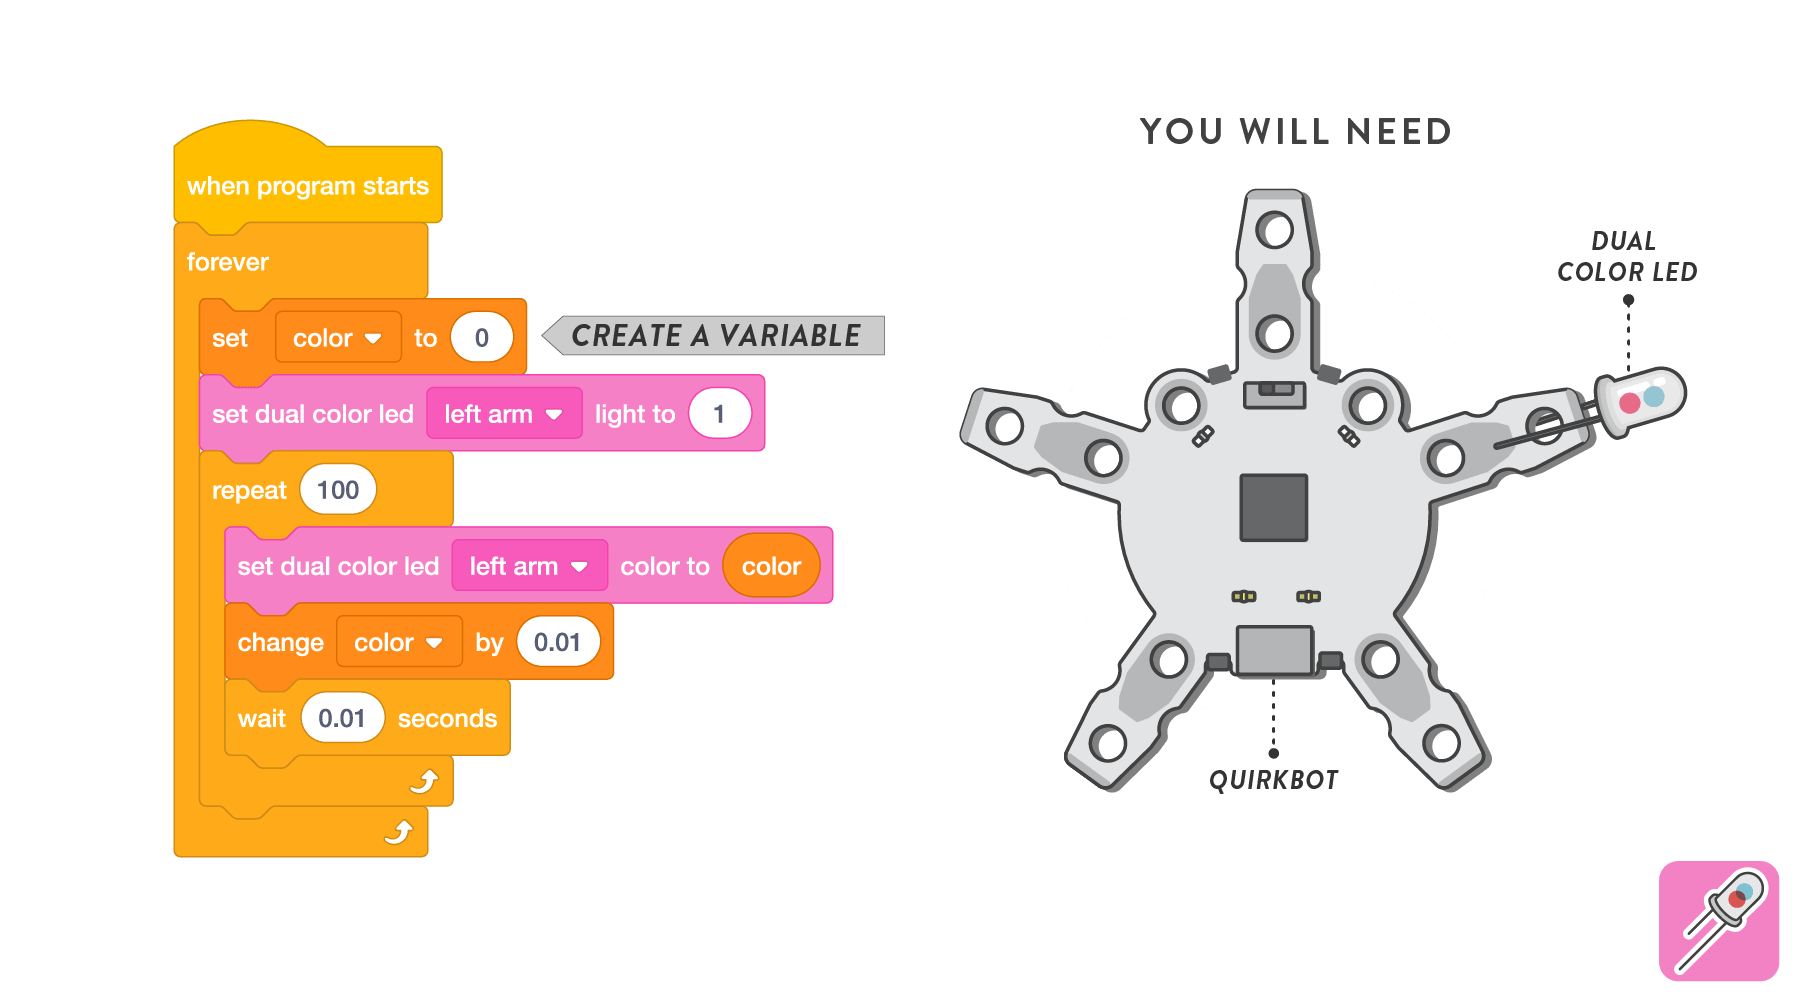 when program starts
forever
set color to 0
CREATE A VARIABLE
set dual color led left arm light to 1
repeat 100
set dual color led left arm color to color
change color by 0.01
wait 0.01 seconds
YOU WILL NEED
DUAL
COLOR LED
QUIRKBOT